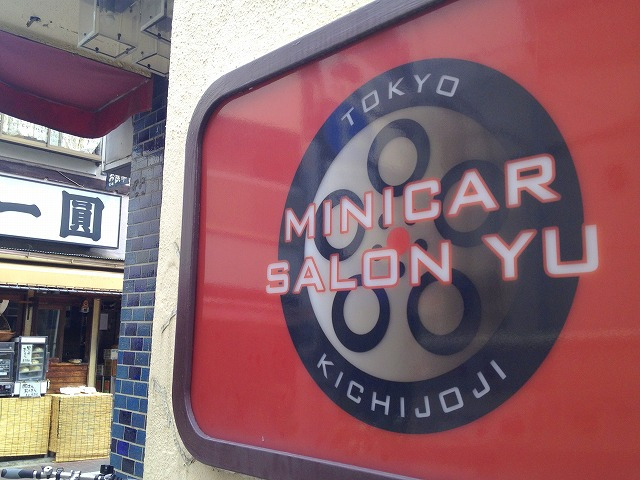 TOKYO
MINICAR
SALON YU
KICHIJOJI
一圓